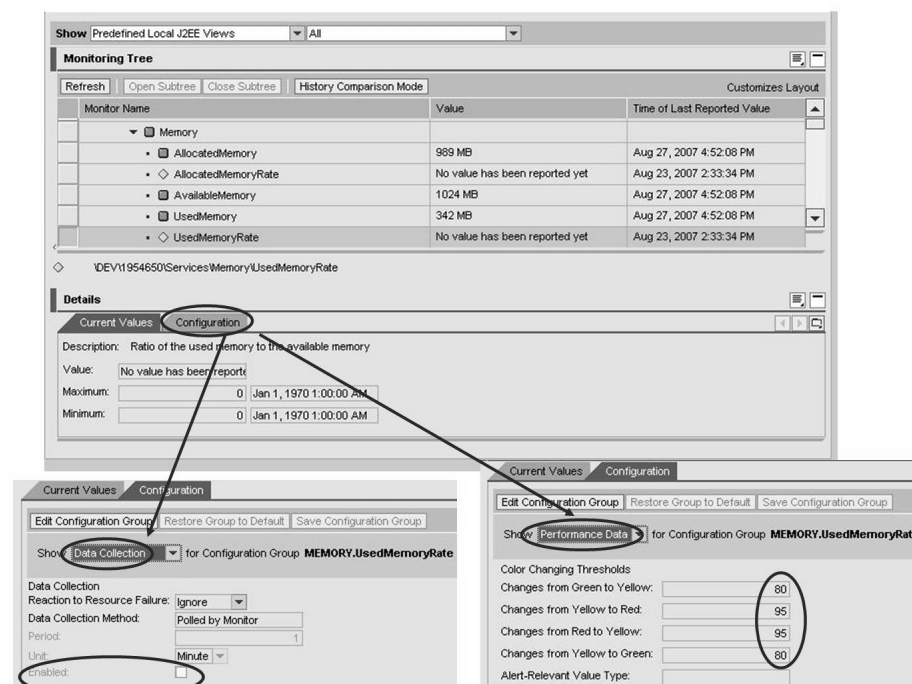 Show Predefined Local J2EE Views All
Monitoring Tree
Refresh Open Subtree Close Subtree History Comparison Mode Customizes Layout
Monitor Name Value Time of Last Reported Value
Memory
AllocatedMemory 989 MB Aug 27, 2007 4:52:08 PM
AllocatedMemoryRate No value has been reported yet Aug 23, 2007 2:33:34 PM
AvailableMemory 1024 MB Aug 27, 2007 4:52:08 PM
UsedMemory 342 MB Aug 27, 2007 4:52:08 PM
UsedMemoryRate No value has been reported yet Aug 23, 2007 2:33:34 PM
\DEV\1954650\Services\Memory\UsedMemoryRate
Details
Current Values Configuration
Description: Ratio of the used memory to the available memory
Value: No value has been reporte
Maximum: 0 Jan 1, 1970 1:00:00 AM
Minimum: 0 Jan 1, 1970 1:00:00 AM
Current Values Configuration
Edit Configuration Group Restore Group to Default Save Configuration Group
Show Data Collection for Configuration Group MEMORY.UsedMemoryRate
Data Collection
Reaction to Resource Failure: Ignore
Data Collection Method: Polled by Monitor
Period: 1
Unit: Minute
Enabled:
Current Values Configuration
Edit Configuration Group Restore Group to Default Save Configuration Group
Show Performance Data for Configuration Group MEMORY.UsedMemoryRat
Color Changing Thresholds
Changes from Green to Yellow: 80
Changes from Yellow to Red: 95
Changes from Red to Yellow: 95
Changes from Yellow to Green: 80
Alert-Relevant Value Type: